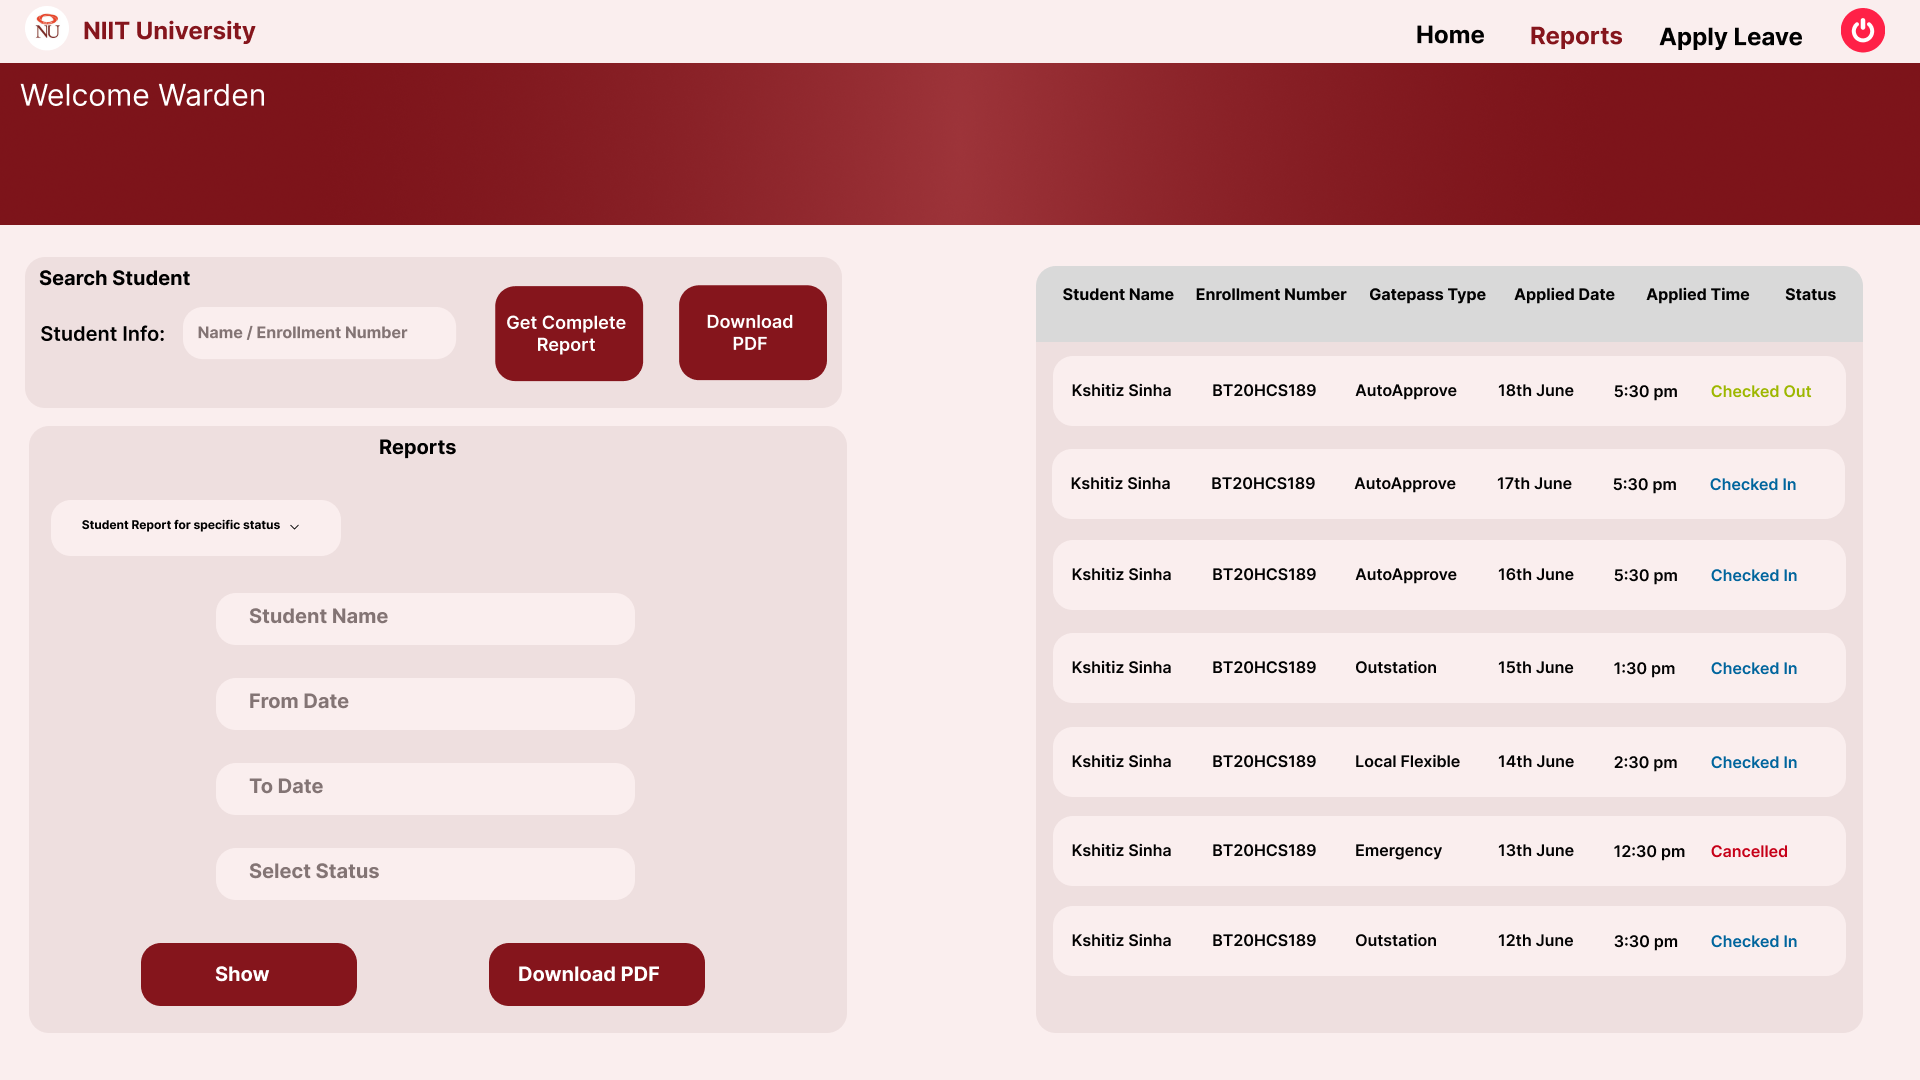 NU
NIIT University
Home
Reports
Apply Leave
Welcome Warden
Search Student
Student Info:
Name / Enrollment Number
Get Complete
Report
Download
PDF
Reports
Student Report for specific status
Student Name
From Date
To Date
Select Status
Show
Download PDF
Student Name Enrollment Number Gatepass Type Applied Date Applied Time Status
Kshitiz Sinha BT20HCS189 AutoApprove 18th June 5:30 pm Checked Out
Kshitiz Sinha BT20HCS189 AutoApprove 17th June 5:30 pm Checked In
Kshitiz Sinha BT20HCS189 AutoApprove 16th June 5:30 pm Checked In
Kshitiz Sinha BT20HCS189 Outstation 15th June 1:30 pm Checked In
Kshitiz Sinha BT20HCS189 Local Flexible 14th June 2:30 pm Checked In
Kshitiz Sinha BT20HCS189 Emergency 13th June 12:30 pm Cancelled
Kshitiz Sinha BT20HCS189 Outstation 12th June 3:30 pm Checked In